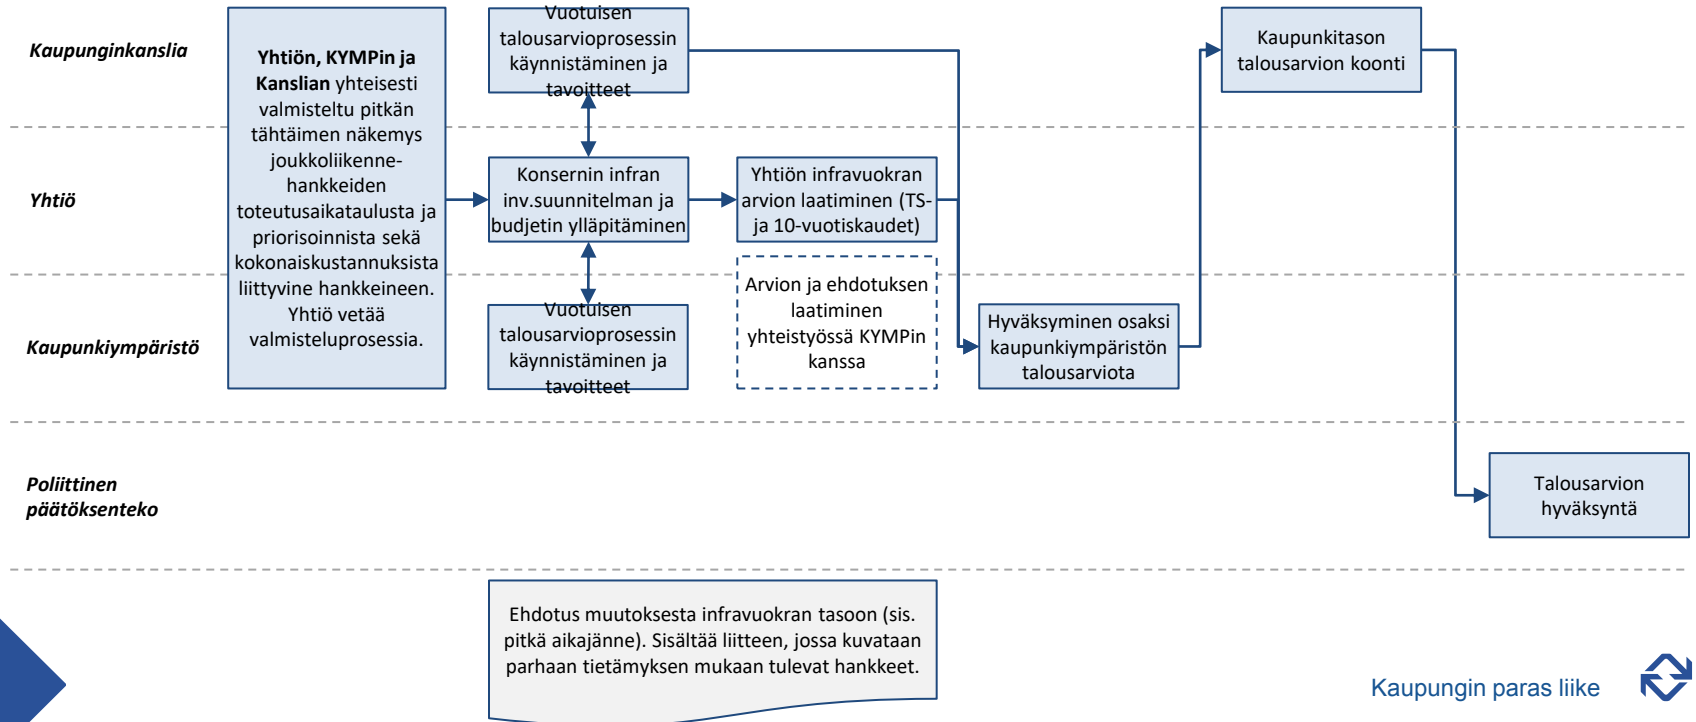 Kaupunginkanslia
Yhtiö
Kaupunkiympäristö
Poliittinen
päätöksenteko
Yhtiön, KYMPin ja
Kanslian yhteisesti
valmisteltu pitkän
tähtäimen näkemys
joukkoliikenne-
hankkeiden
toteutusaikataulusta ja
priorisoinnista sekä
kokonaiskustannuksista
liittyvine hankkeineen.
Yhtiö vetää
valmisteluprosessia.
Vuotuisen
talousarvioprosessin
käynnistäminen ja
tavoitteet
Konsernin infran
inv.suunnitelman ja
budjetin ylläpitäminen
Vuotuisen
talousarvioprosessin
käynnistäminen ja
tavoitteet
Yhtiön infravuokran
arvion laatiminen (TS-
ja 10-vuotiskaudet)
Arvion ja ehdotuksen
laatiminen
yhteistyössä KYMPin
kanssa
Hyväksyminen osaksi
kaupunkiympäristön
talousarviota
Kaupunkitason
talousarvion koonti
Talousarvion
hyväksyntä
Ehdotus muutoksesta infravuokran tasoon (sis.
pitkä aikajänne). Sisältää liitteen, jossa kuvataan
parhaan tietämyksen mukaan tulevat hankkeet.
Kaupungin paras liike